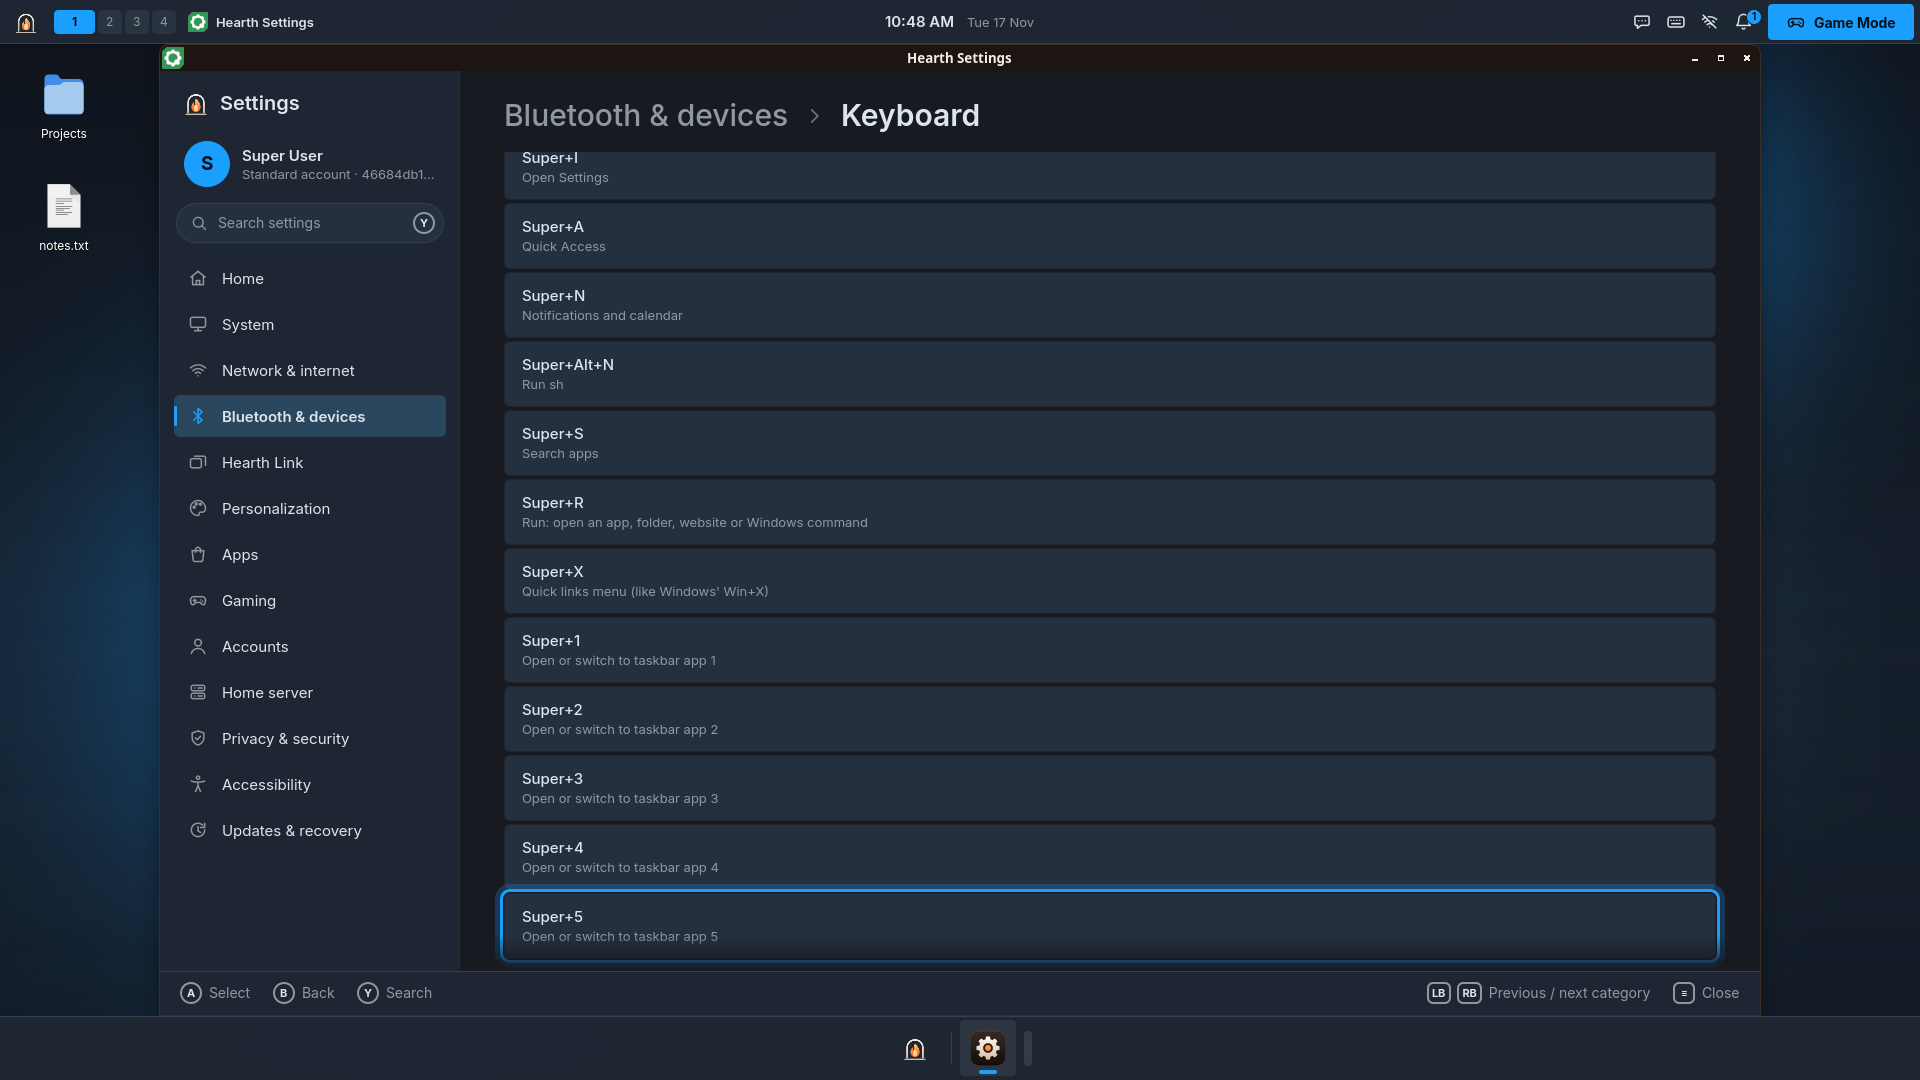 1 2 3 4 Hearth Settings 10:48 AM Tue 17 Nov 1 Game Mode
Hearth Settings
Projects
notes.txt
Settings
S Super User
Standard account · 46684db1...
Search settings Y
Home
System
Network & internet
Bluetooth & devices
Hearth Link
Personalization
Apps
Gaming
Accounts
Home server
Privacy & security
Accessibility
Updates & recovery
Bluetooth & devices > Keyboard
Super+I
Open Settings
Super+A
Quick Access
Super+N
Notifications and calendar
Super+Alt+N
Run sh
Super+S
Search apps
Super+R
Run: open an app, folder, website or Windows command
Super+X
Quick links menu (like Windows' Win+X)
Super+1
Open or switch to taskbar app 1
Super+2
Open or switch to taskbar app 2
Super+3
Open or switch to taskbar app 3
Super+4
Open or switch to taskbar app 4
Super+5
Open or switch to taskbar app 5
A Select B Back Y Search LB RB Previous / next category Close